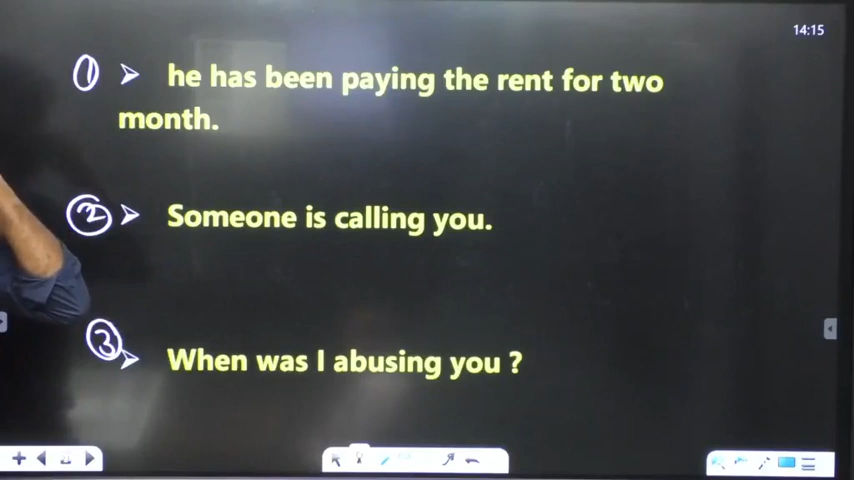 14:15
① ➢ he has been paying the rent for two
month.
② ➢ Someone is calling you.
③ ➢ When was I abusing you ?